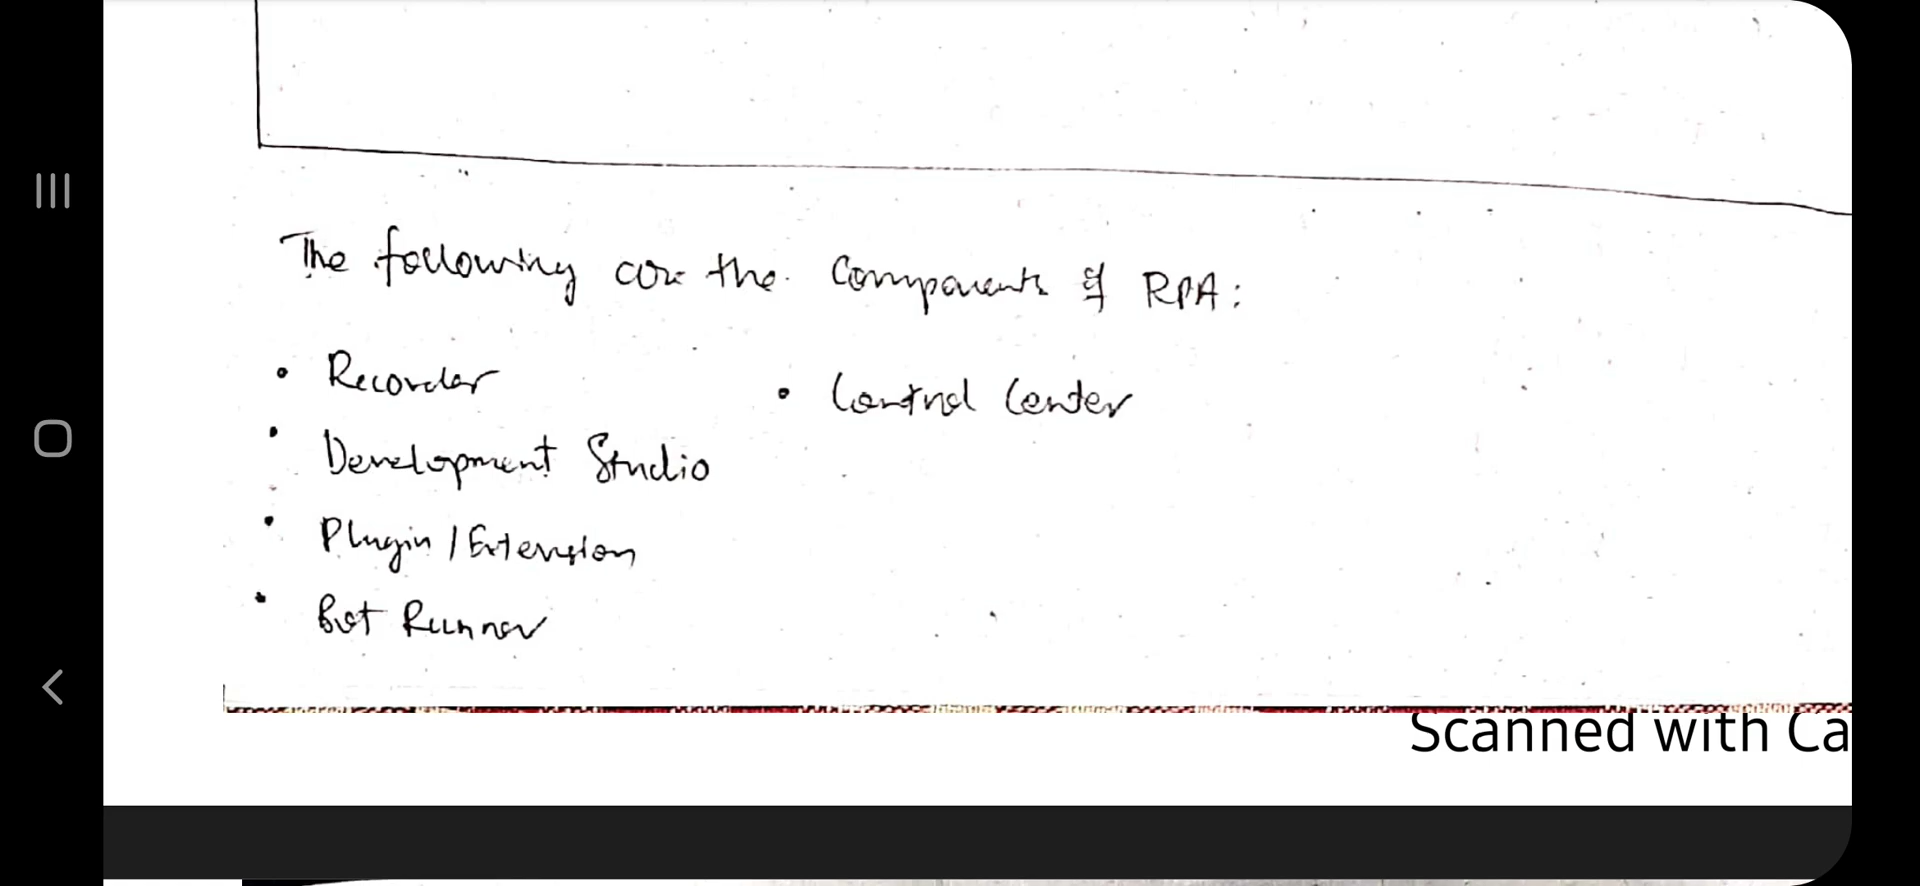 The following are the Components of RPA:
• Recorder
• Development Studio
• Plugin / Extension
• Bot Runner
• Control Center
Scanned with Ca